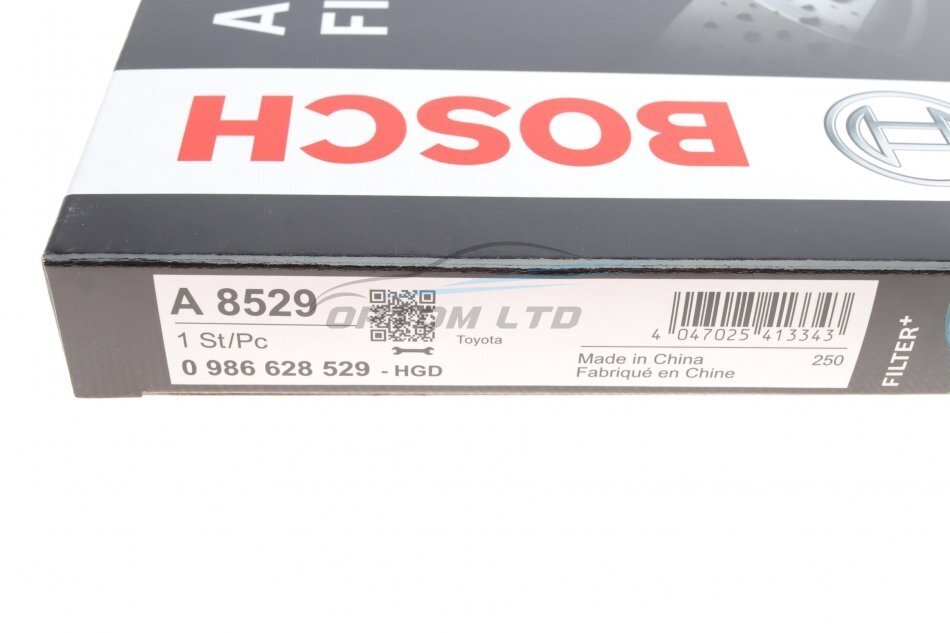 A
FI
BOSCH
A 8529
1 St/Pc
0 986 628 529 - HGD
Toyota
4 047025 413343
Made in China
Fabriqué en Chine
250
FILTER+
LTD